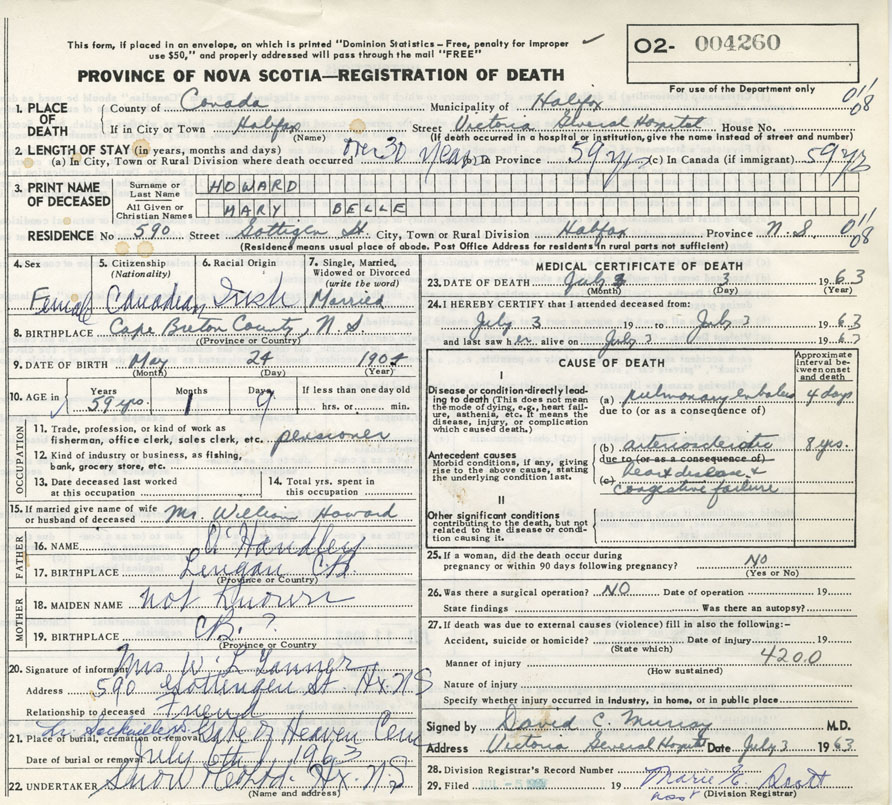 This form, if placed in an envelope, on which is printed "Dominion Statistics – Free, penalty for improper
use $50," and properly addressed will pass through the mail "FREE"
O2- 004260
PROVINCE OF NOVA SCOTIA—REGISTRATION OF DEATH
For use of the Department only
1. PLACE OF DEATH County of Canada Municipality of Halifax 011/08
If in City or Town Halifax Street Victoria General Hospital House No.
(Name) (If death occurred in a hospital or institution, give name instead of street and number)
2. LENGTH OF STAY (in years, months and days)
(a) In City, Town or Rural Division where death occurred Over 30 years (b) In Province 59 yrs (c) In Canada (if immigrant) 59 yrs
3. PRINT NAME OF DECEASED Surname or Last Name HOWARD
All Given or Christian Names MARY BELLE
RESIDENCE No 590 Street Gottigen St. City, Town or Rural Division Halifax Province N.S. 011/08
(Residence means usual place of abode. Post Office Address for residents in rural parts not sufficient)
4. Sex 5. Citizenship (Nationality) 6. Racial Origin 7. Single, Married, Widowed or Divorced (write the word)
Female Canadian Irish Married
8. BIRTHPLACE Cape Breton County, N.S.
(Province or Country)
9. DATE OF BIRTH May 24 1904
(Month) (Day) (Year)
10. AGE in Years Months Days If less than one day old
59 yrs. 1 9 hrs. or min.
OCCUPATION
11. Trade, profession, or kind of work as
fisherman, office clerk, sales clerk, etc. pensioner
12. Kind of industry or business, as fishing,
bank, grocery store, etc.
13. Date deceased last worked at this occupation 14. Total yrs. spent in this occupation
15. If married give name of wife or husband of deceased Mr. William Howard
FATHER
16. NAME O'Handley
17. BIRTHPLACE Lingan C.B.
(Province or Country)
MOTHER
18. MAIDEN NAME not known
19. BIRTHPLACE C.B. ?
(Province or Country)
20. Signature of informant Mrs W. L.
Address 590 Gottingen St. Hx. N.S
Relationship to deceased Friend
21. Place of burial, cremation or removal Gate of Heaven Cem
Date of burial or removal July 6th 1963
22. UNDERTAKER Snow Hx. N.S
(Name and address)
MEDICAL CERTIFICATE OF DEATH
23. DATE OF DEATH July 3 1963
(Month) (Day) (Year)
24. I HEREBY CERTIFY that I attended deceased from:
July 3 19 to July 3 1963
and last saw her alive on July 3 1963
CAUSE OF DEATH
Approximate interval between onset and death
I
Disease or condition directly leading to death (This does not mean the mode of dying, e.g., heart failure, asthenia, etc. It means the disease, injury, or complication which caused death.)
(a) pulmonary embolus 4 days
due to (or as a consequence of)
Antecedent causes
Morbid conditions, if any, giving rise to the above cause, stating the underlying condition last.
(b) arteriosclerotic 8 yrs.
due to (or as a consequence of)
heart disease &
(c) congestive failure
II
Other significant conditions
contributing to the death, but not related to the disease or condition causing it.
25. If a woman, did the death occur during
pregnancy or within 90 days following pregnancy? NO
(Yes or No)
26. Was there a surgical operation? NO Date of operation 19
State findings Was there an autopsy?
27. If death was due to external causes (violence) fill in also the following:-
Accident, suicide or homicide? Date of injury 19
(State which)
Manner of injury 4200
(How sustained)
Nature of injury
Specify whether injury occurred in industry, in home, or in public place
Signed by David C. Murray M.D.
Address Victoria General Hospital Date July 3 1963
28. Division Registrar's Record Number
29. Filed 19 Marie E. Scott
(Division Registrar)